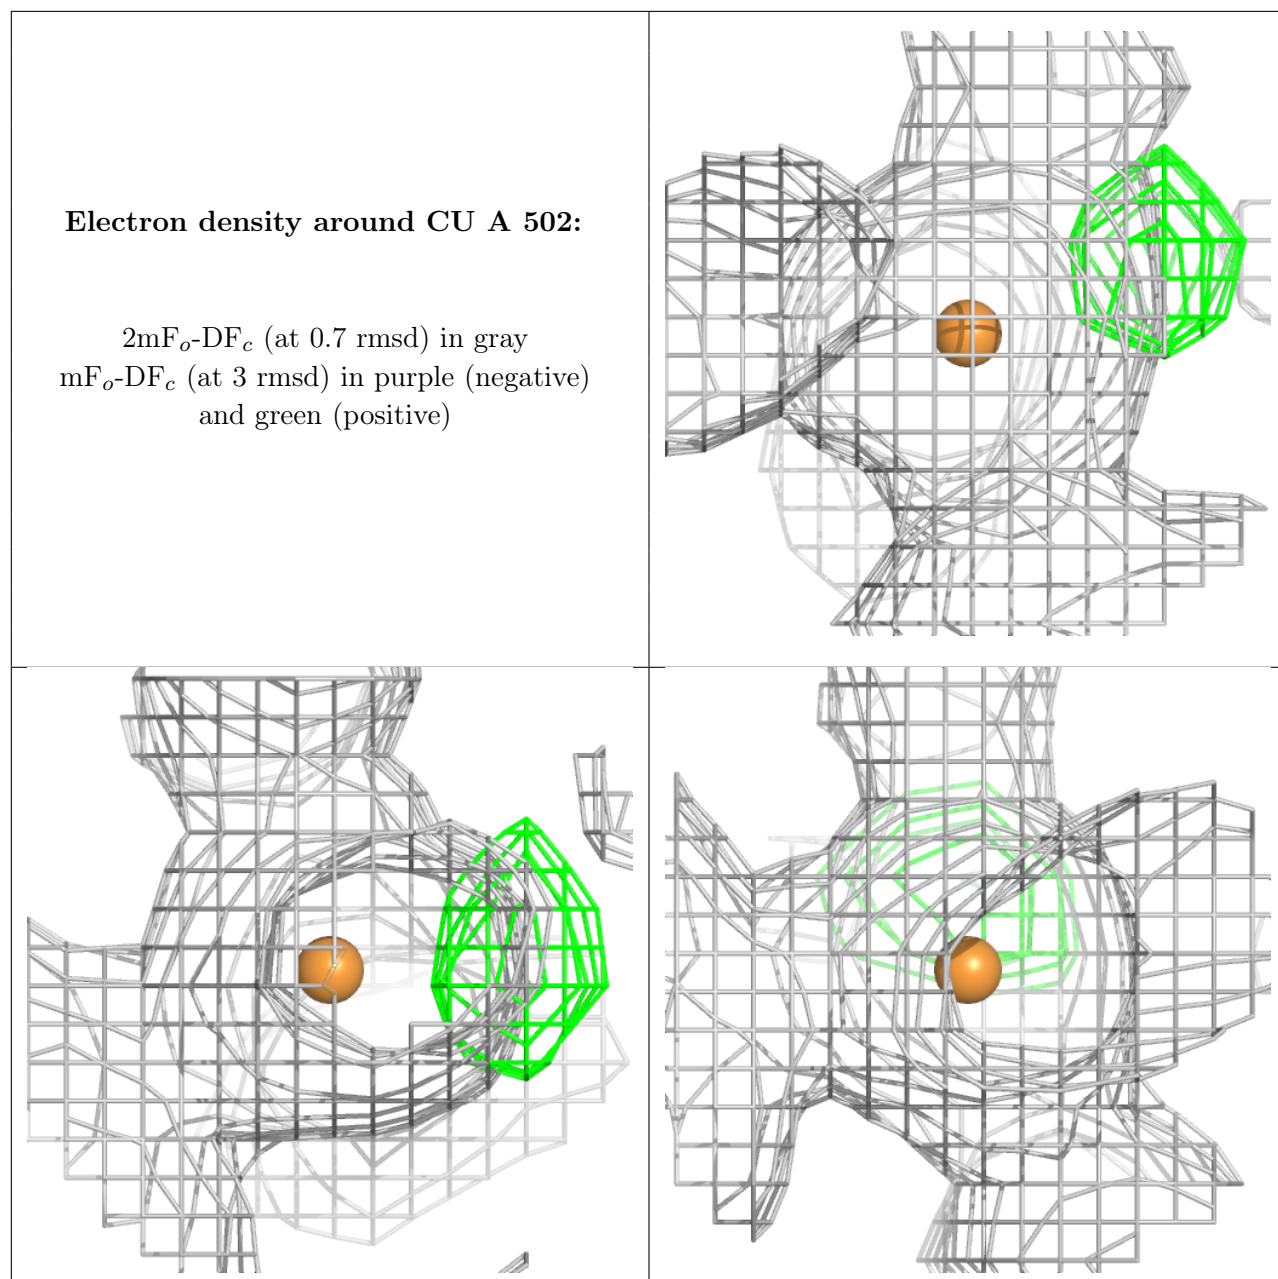 Electron density around CU A 502:
2mFo-DFc (at 0.7 rmsd) in gray
mFo-DFc (at 3 rmsd) in purple (negative)
and green (positive)